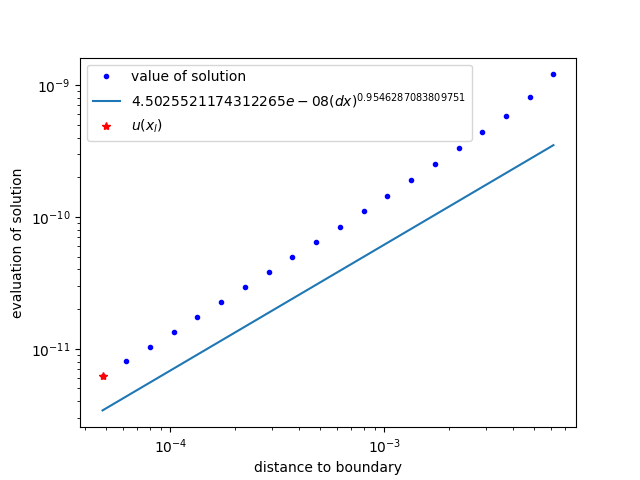 value of solution
4.5025521174312265e − 08(dx)^0.9546287083809751
u(x_l)
10^−9
10^−10
10^−11
evaluation of solution
10^−4
10^−3
distance to boundary